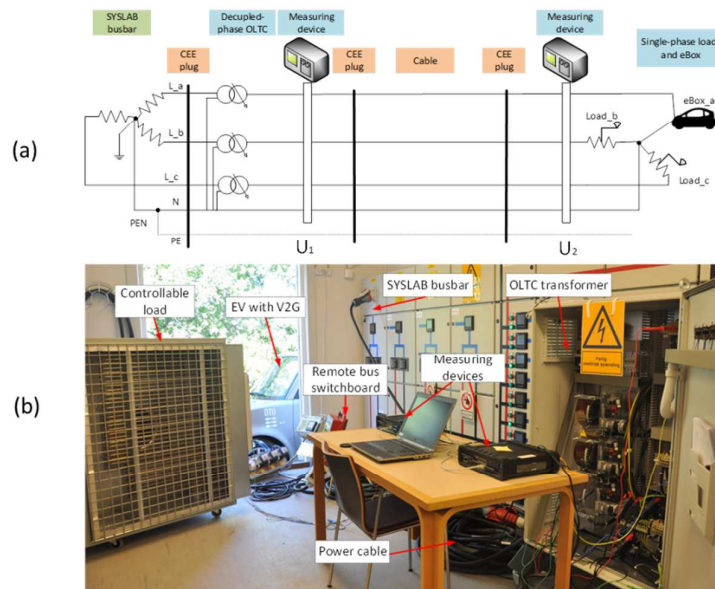 SYSLAB
busbar
Decupled-
phase OLTC
Measuring
device
Measuring
device
CEE
plug
CEE
plug
Cable
CEE
plug
Single-phase load
and eBox
L_a
L_b
L_c
N
PEN
PE
U1
U2
Load_b
eBox_a
Load_c
(a)
(b)
Controllable
load
EV with V2G
Remote bus
switchboard
SYSLAB busbar
Measuring
devices
OLTC transformer
Power cable